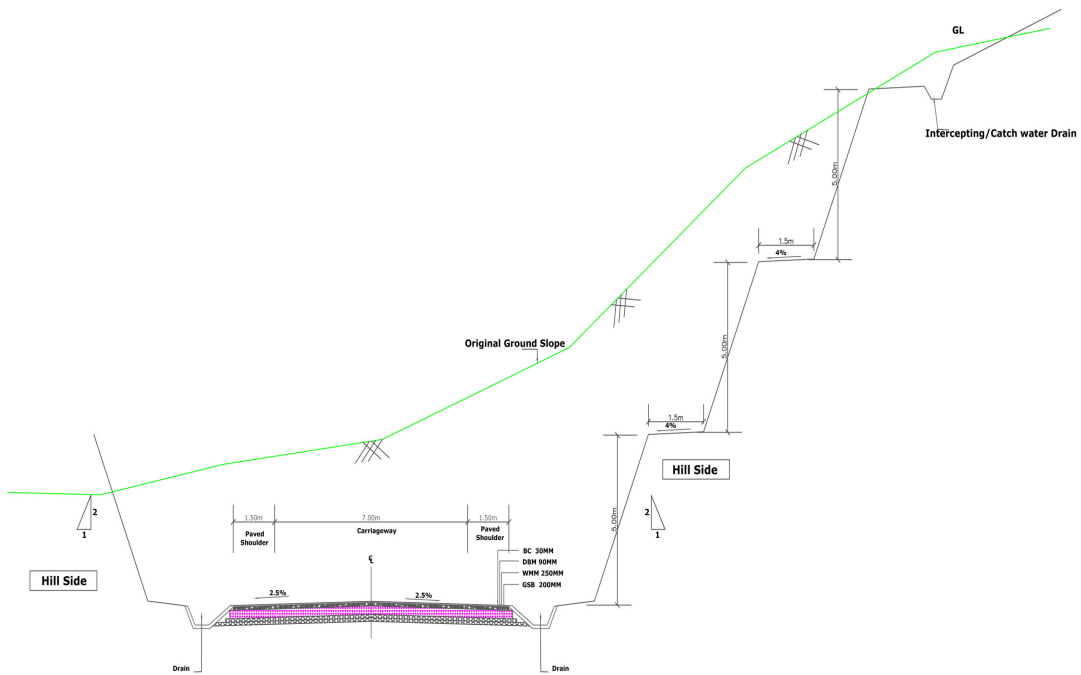 GL
Intercepting/Catch water Drain
5.00m
1.5m
4%
5.00m
Original Ground Slope
1.5m
4%
Hill Side
5.00m
2
1
2
1
1.50m
7.00m
1.50m
Paved
Shoulder
Carriageway
Paved
Shoulder
BC 30MM
DBM 90MM
WMM 250MM
GSB 200MM
Hill Side
2.5%
2.5%
Drain
Drain